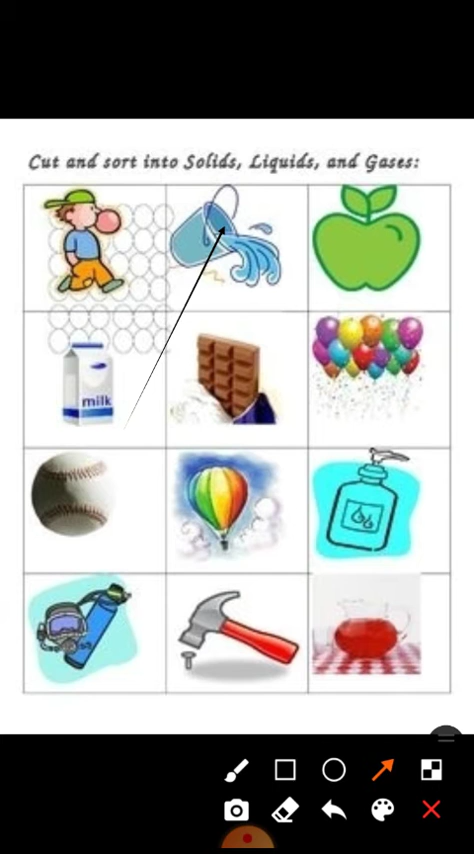 Cut and sort into Solids, Liquids, and Gases:
milk